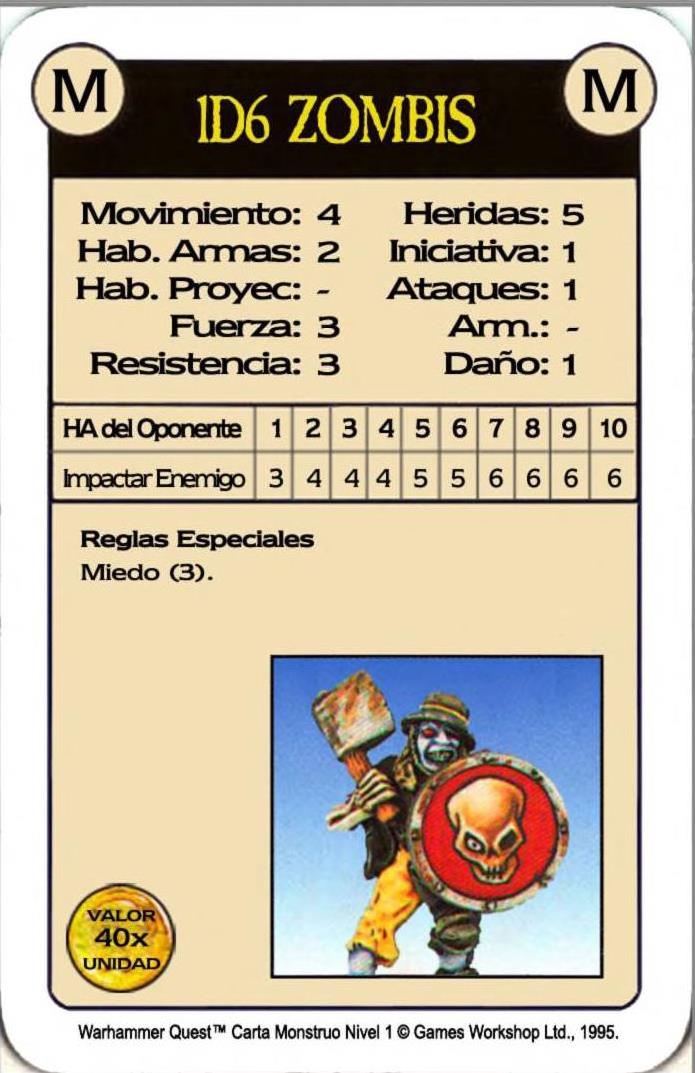 M
1D6 ZOMBIS
M
Movimiento: 4 Heridas: 5
Hab. Armas: 2 Iniciativa: 1
Hab. Proyec: - Ataques: 1
Fuerza: 3 Arm.: -
Resistencia: 3 Daño: 1
HA del Oponente 1 2 3 4 5 6 7 8 9 10
Impactar Enemigo 3 4 4 4 5 5 6 6 6 6
Reglas Especiales
Miedo (3).
VALOR
40x
UNIDAD
Warhammer Quest™ Carta Monstruo Nivel 1 © Games Workshop Ltd., 1995.